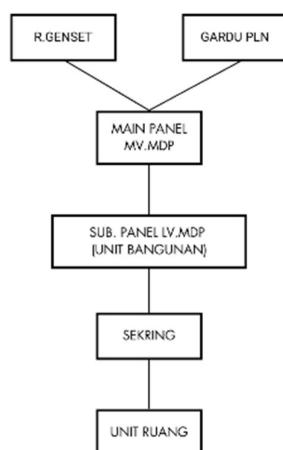 R.GENSET
GARDU PLN
MAIN PANEL
MV.MDP
SUB. PANEL LV.MDP
(UNIT BANGUNAN)
SEKRING
UNIT RUANG